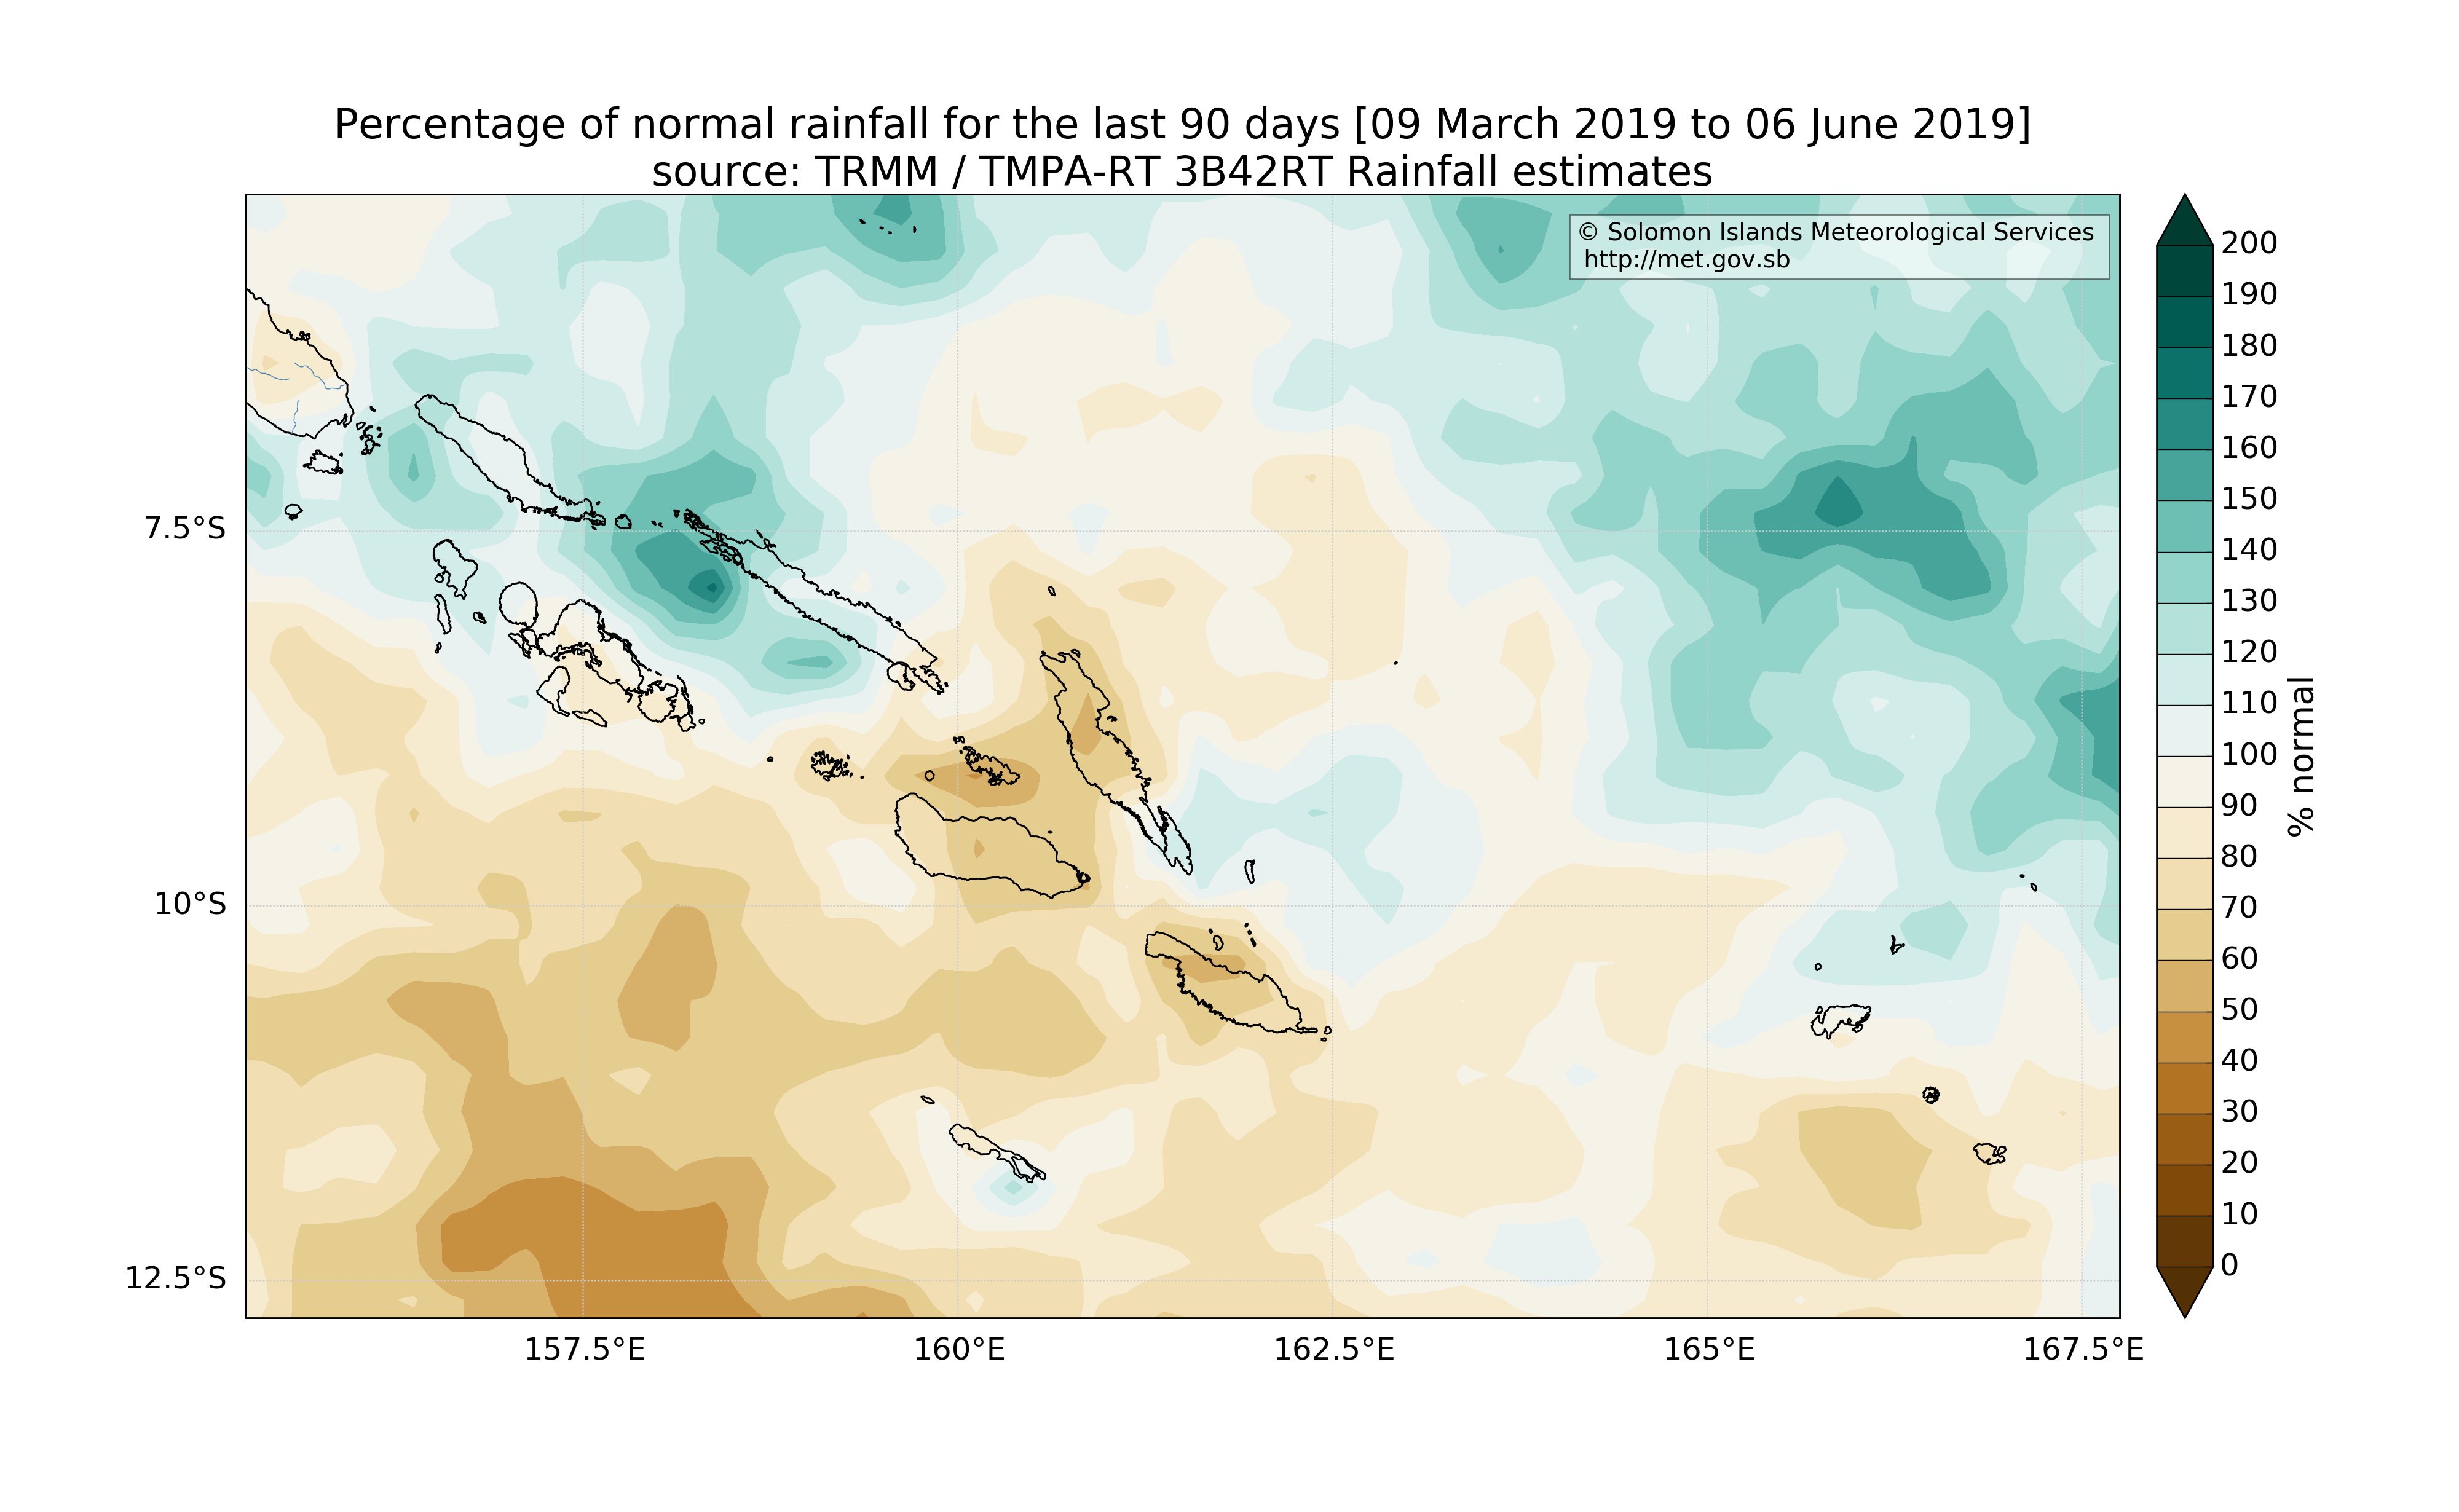 Percentage of normal rainfall for the last 90 days [09 March 2019 to 06 June 2019]
source: TRMM / TMPA-RT 3B42RT Rainfall estimates
© Solomon Islands Meteorological Services
http://met.gov.sb
7.5°S
10°S
12.5°S
157.5°E
160°E
162.5°E
165°E
167.5°E
200
190
180
170
160
150
140
130
120
110
100
90
80
70
60
50
40
30
20
10
0
% normal